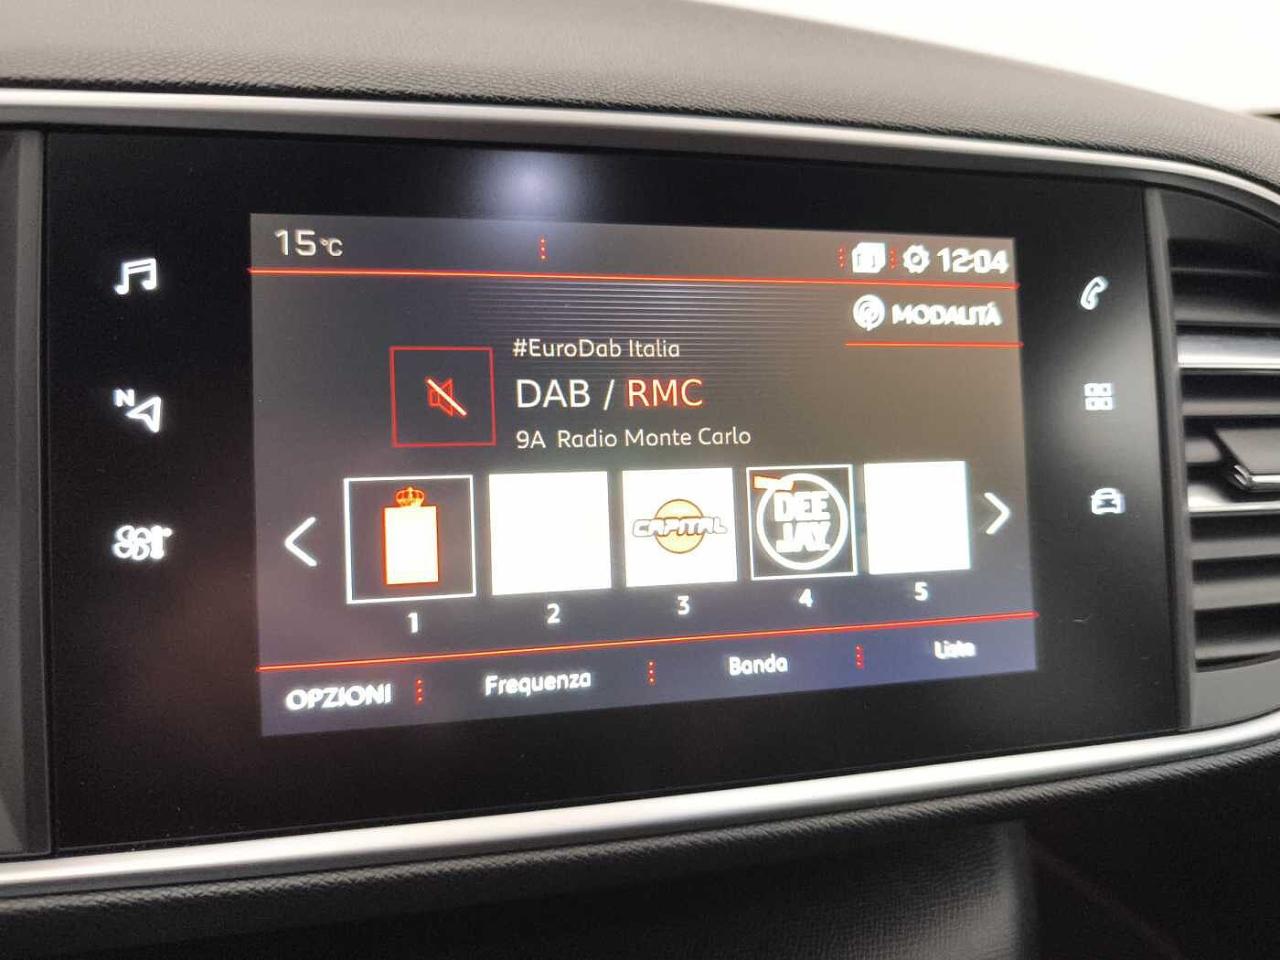 15°C
12:04
MODALITÀ
#EuroDab Italia
DAB / RMC
9A Radio Monte Carlo
N
CAPITAL
DEE
JAY
1 2 3 4 5
OPZIONI Frequenza Banda Liste